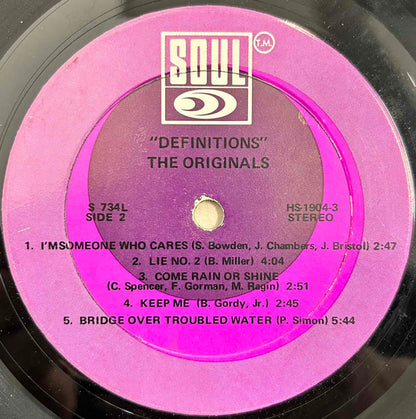 SOUL
T.M.
"DEFINITIONS"
THE ORIGINALS
S 734L HS-1904-3
SIDE 2 STEREO
1. I'MSOMEONE WHO CARES (S. Bowden, J. Chambers, J. Bristol) 2:47
2. LIE NO. 2 (B. Miller) 4:04
3. COME RAIN OR SHINE
(C. Spencer, F. Gorman, M. Ragin) 2:51
4. KEEP ME (B. Gordy, Jr.) 2:45
5. BRIDGE OVER TROUBLED WATER (P. Simon) 5:44